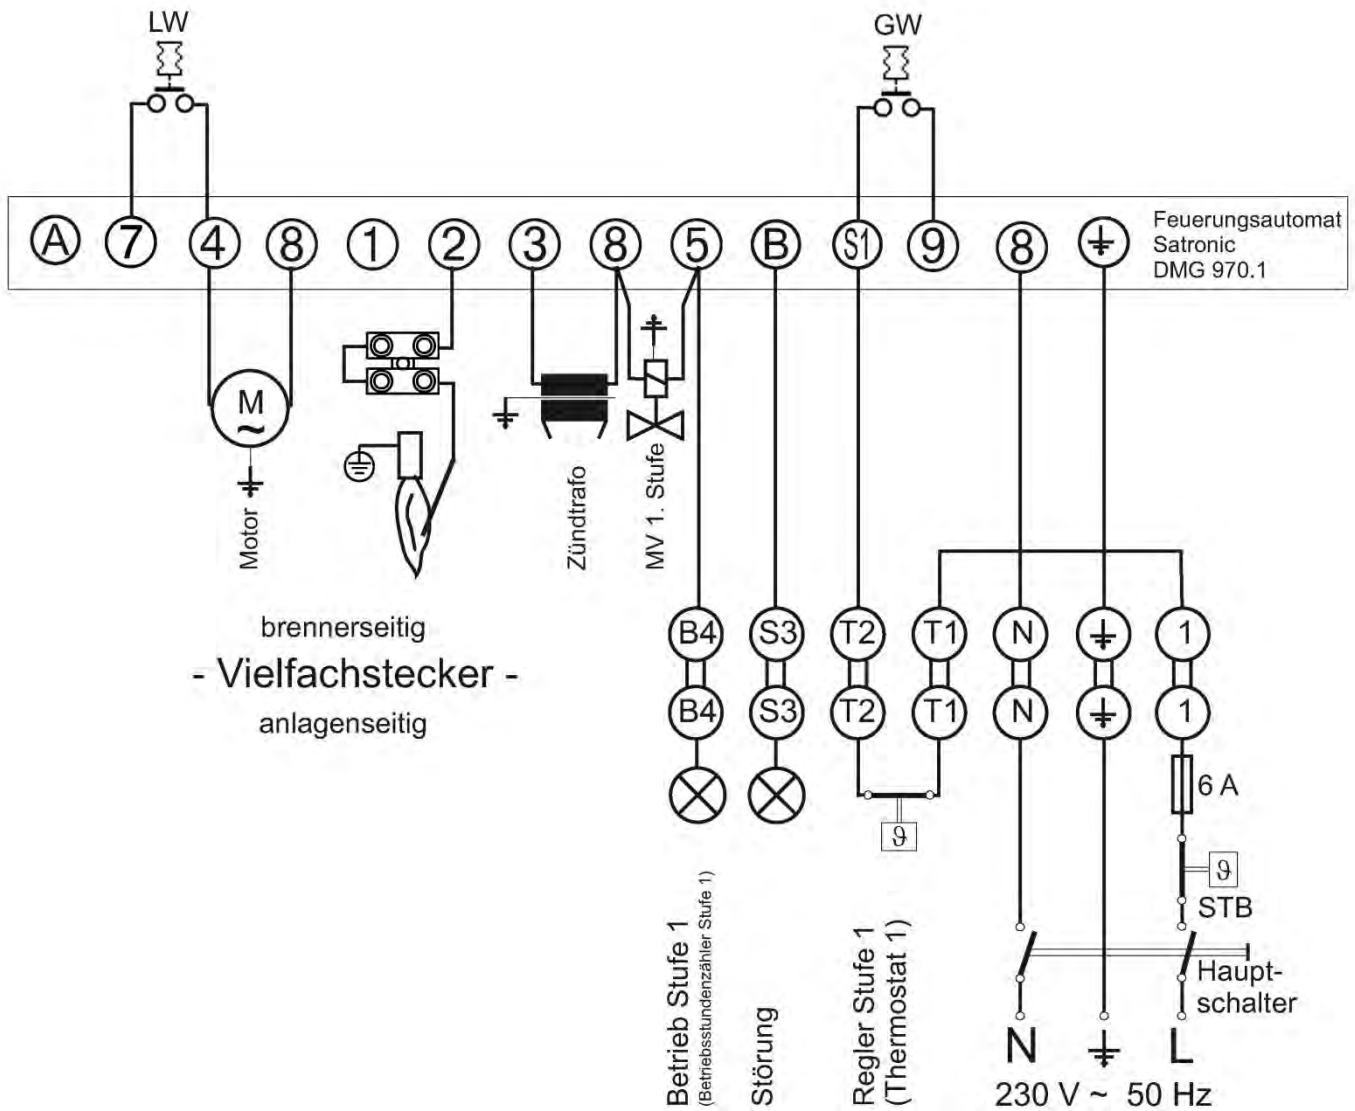 LW
GW
A 7 4 8 1 2 3 8 5 B S1 9 8
Feuerungsautomat
Satronic
DMG 970.1
M
~
Motor
Zündtrafo
MV 1. Stufe
brennerseitig
- Vielfachstecker -
anlagenseitig
B4 S3 T2 T1 N 1
B4 S3 T2 T1 N 1
6 A
ϑ
ϑ
STB
Haupt-
schalter
Betrieb Stufe 1
(Betriebsstundenzähler Stufe 1)
Störung
Regler Stufe 1
(Thermostat 1)
N L
230 V ~ 50 Hz